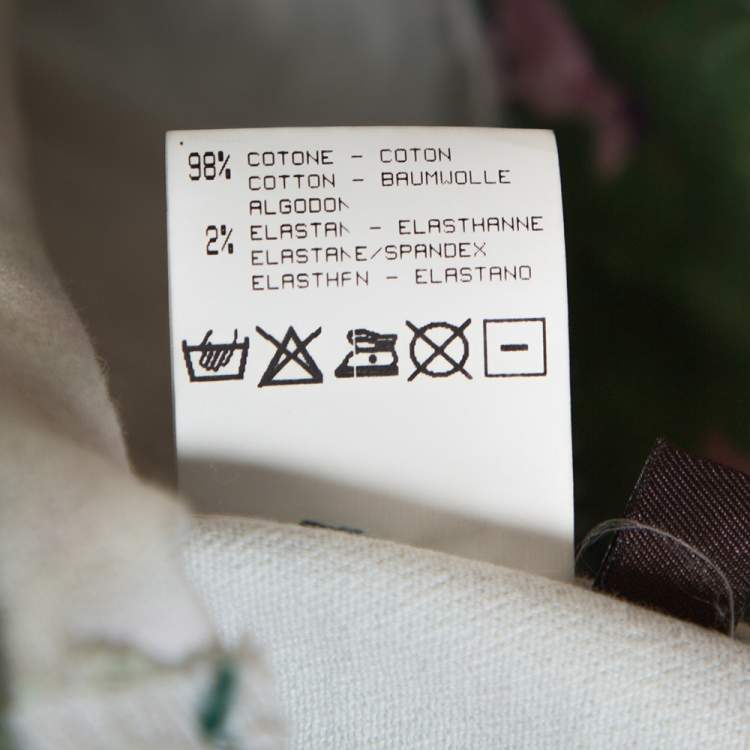 98% COTONE - COTON
COTTON - BAUMWOLLE
ALGODON
2% ELASTAN - ELASTHANNE
ELASTANE/SPANDEX
ELASTHAN - ELASTANO